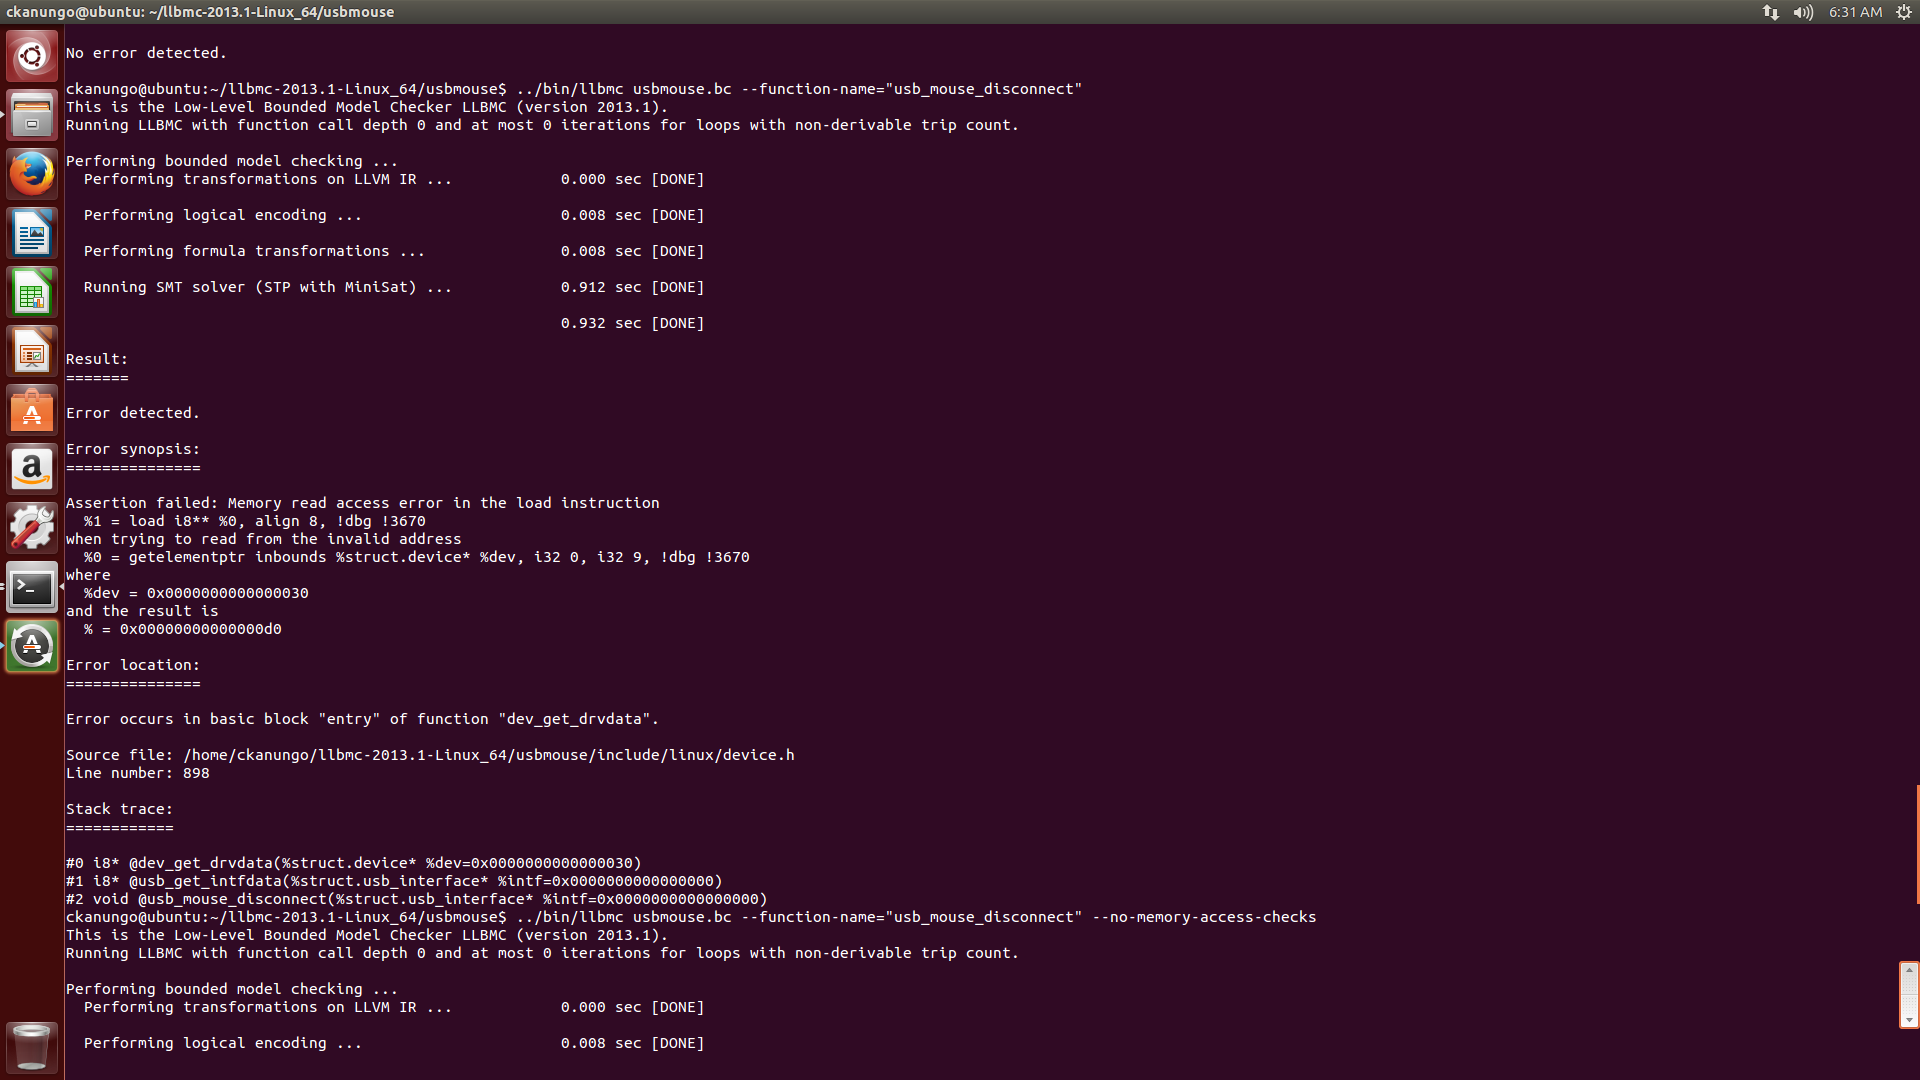 ckanungo@ubuntu: ~/llbmc-2013.1-Linux_64/usbmouse
6:31 AM
No error detected.
ckanungo@ubuntu:~/llbmc-2013.1-Linux_64/usbmouse$ ../bin/llbmc usbmouse.bc --function-name="usb_mouse_disconnect"
This is the Low-Level Bounded Model Checker LLBMC (version 2013.1).
Running LLBMC with function call depth 0 and at most 0 iterations for loops with non-derivable trip count.
Performing bounded model checking ...
Performing transformations on LLVM IR ... 0.000 sec [DONE]
Performing logical encoding ... 0.008 sec [DONE]
Performing formula transformations ... 0.008 sec [DONE]
Running SMT solver (STP with MiniSat) ... 0.912 sec [DONE]
0.932 sec [DONE]
Result:
=======
Error detected.
Error synopsis:
===============
Assertion failed: Memory read access error in the load instruction
%1 = load i8** %0, align 8, !dbg !3670
when trying to read from the invalid address
%0 = getelementptr inbounds %struct.device* %dev, i32 0, i32 9, !dbg !3670
where
%dev = 0x0000000000000030
and the result is
% = 0x00000000000000d0
Error location:
===============
Error occurs in basic block "entry" of function "dev_get_drvdata".
Source file: /home/ckanungo/llbmc-2013.1-Linux_64/usbmouse/include/linux/device.h
Line number: 898
Stack trace:
============
#0 i8* @dev_get_drvdata(%struct.device* %dev=0x0000000000000030)
#1 i8* @usb_get_intfdata(%struct.usb_interface* %intf=0x0000000000000000)
#2 void @usb_mouse_disconnect(%struct.usb_interface* %intf=0x0000000000000000)
ckanungo@ubuntu:~/llbmc-2013.1-Linux_64/usbmouse$ ../bin/llbmc usbmouse.bc --function-name="usb_mouse_disconnect" --no-memory-access-checks
This is the Low-Level Bounded Model Checker LLBMC (version 2013.1).
Running LLBMC with function call depth 0 and at most 0 iterations for loops with non-derivable trip count.
Performing bounded model checking ...
Performing transformations on LLVM IR ... 0.000 sec [DONE]
Performing logical encoding ... 0.008 sec [DONE]